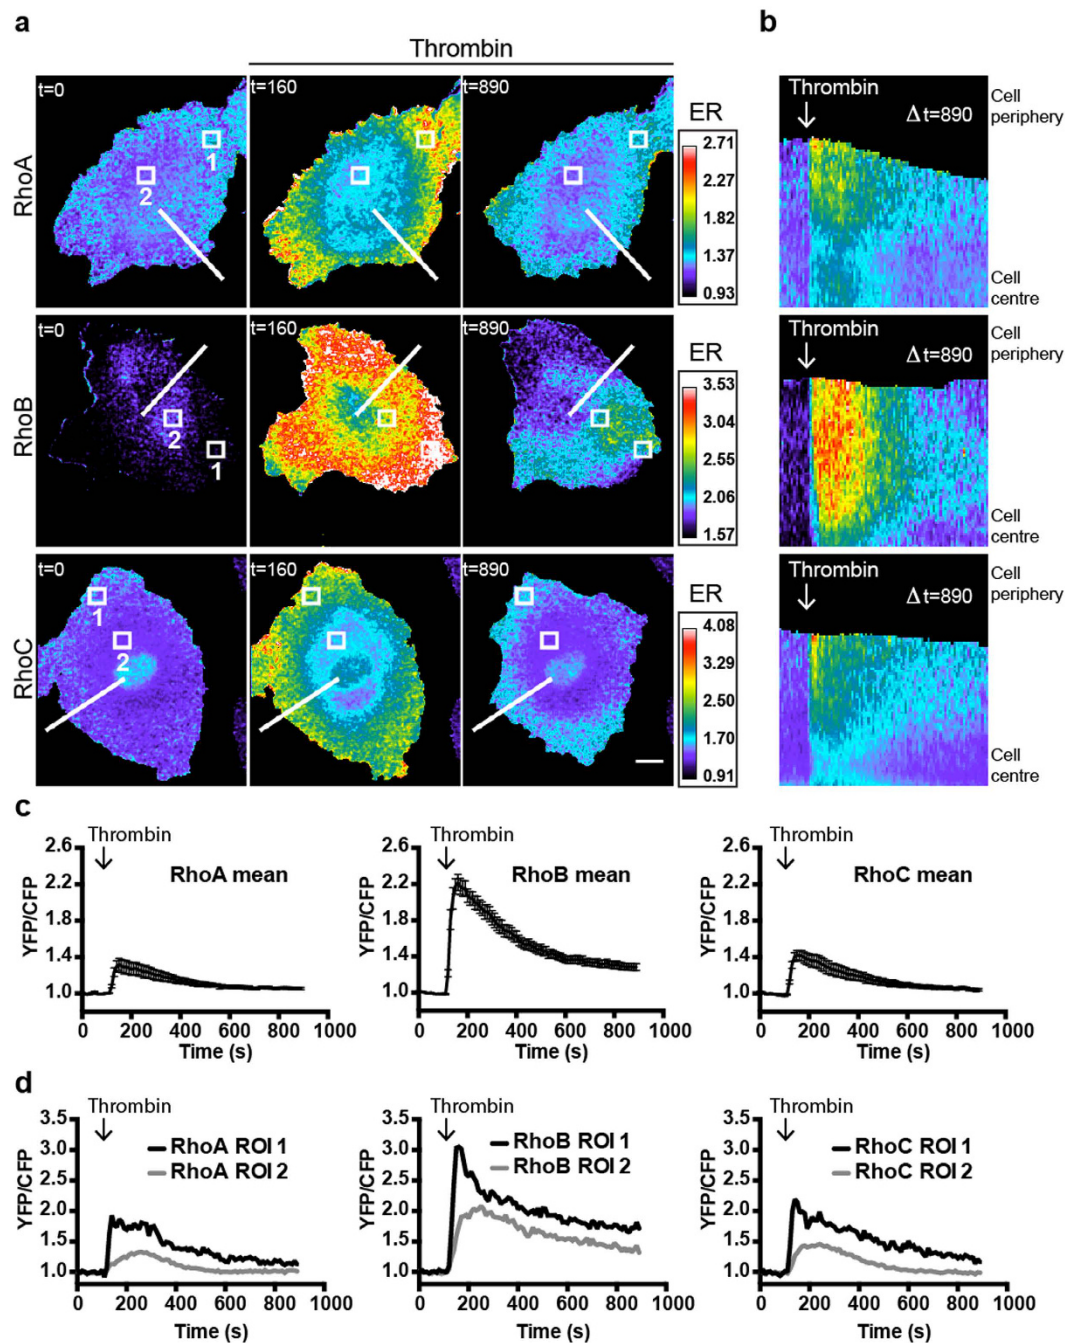 a
b
Thrombin
RhoA
t=0
t=160
t=890
1
2
ER
2.71
2.27
1.82
1.37
0.93
Thrombin
Δt=890
Cell periphery
Cell centre
RhoB
t=0
t=160
t=890
2
1
ER
3.53
3.04
2.55
2.06
1.57
Thrombin
Δt=890
Cell periphery
Cell centre
RhoC
t=0
t=160
t=890
1
2
ER
4.08
3.29
2.50
1.70
0.91
Thrombin
Δt=890
Cell periphery
Cell centre
c
YFP/CFP
2.6
2.2
1.8
1.4
1.0
Thrombin
RhoA mean
0 200 400 600 800 1000
Time (s)
YFP/CFP
2.6
2.2
1.8
1.4
1.0
Thrombin
RhoB mean
0 200 400 600 800 1000
Time (s)
YFP/CFP
2.6
2.2
1.8
1.4
1.0
Thrombin
RhoC mean
0 200 400 600 800 1000
Time (s)
d
YFP/CFP
3.5
3.0
2.5
2.0
1.5
1.0
Thrombin
RhoA ROI 1
RhoA ROI 2
0 200 400 600 800 1000
Time (s)
YFP/CFP
3.5
3.0
2.5
2.0
1.5
1.0
Thrombin
RhoB ROI 1
RhoB ROI 2
0 200 400 600 800 1000
Time (s)
YFP/CFP
3.5
3.0
2.5
2.0
1.5
1.0
Thrombin
RhoC ROI 1
RhoC ROI 2
0 200 400 600 800 1000
Time (s)